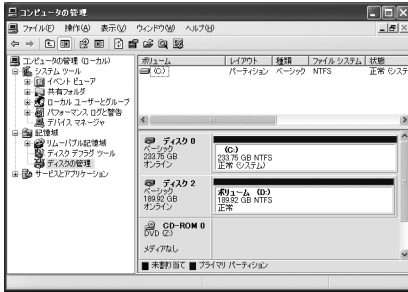 コンピュータの管理
ファイル(F) 操作(A) 表示(V) ウィンドウ(W) ヘルプ(H)
コンピュータの管理 (ローカル)
システム ツール
イベント ビューア
共有フォルダ
ローカル ユーザーとグループ
パフォーマンス ログと警告
デバイス マネージャ
記憶域
リムーバブル記憶域
ディスク デフラグ ツール
ディスクの管理
サービスとアプリケーション
ボリューム レイアウト 種類 ファイル システム 状態
(C:) パーティション ベーシック NTFS 正常 (システ
ディスク 0
ベーシック
233.75 GB
オンライン
(C:)
233.75 GB NTFS
正常 (システム)
ディスク 2
ベーシック
189.92 GB
オンライン
ボリューム (D:)
189.92 GB NTFS
正常
CD-ROM 0
DVD (Z:)
メディアなし
未割り当て プライマリ パーティション